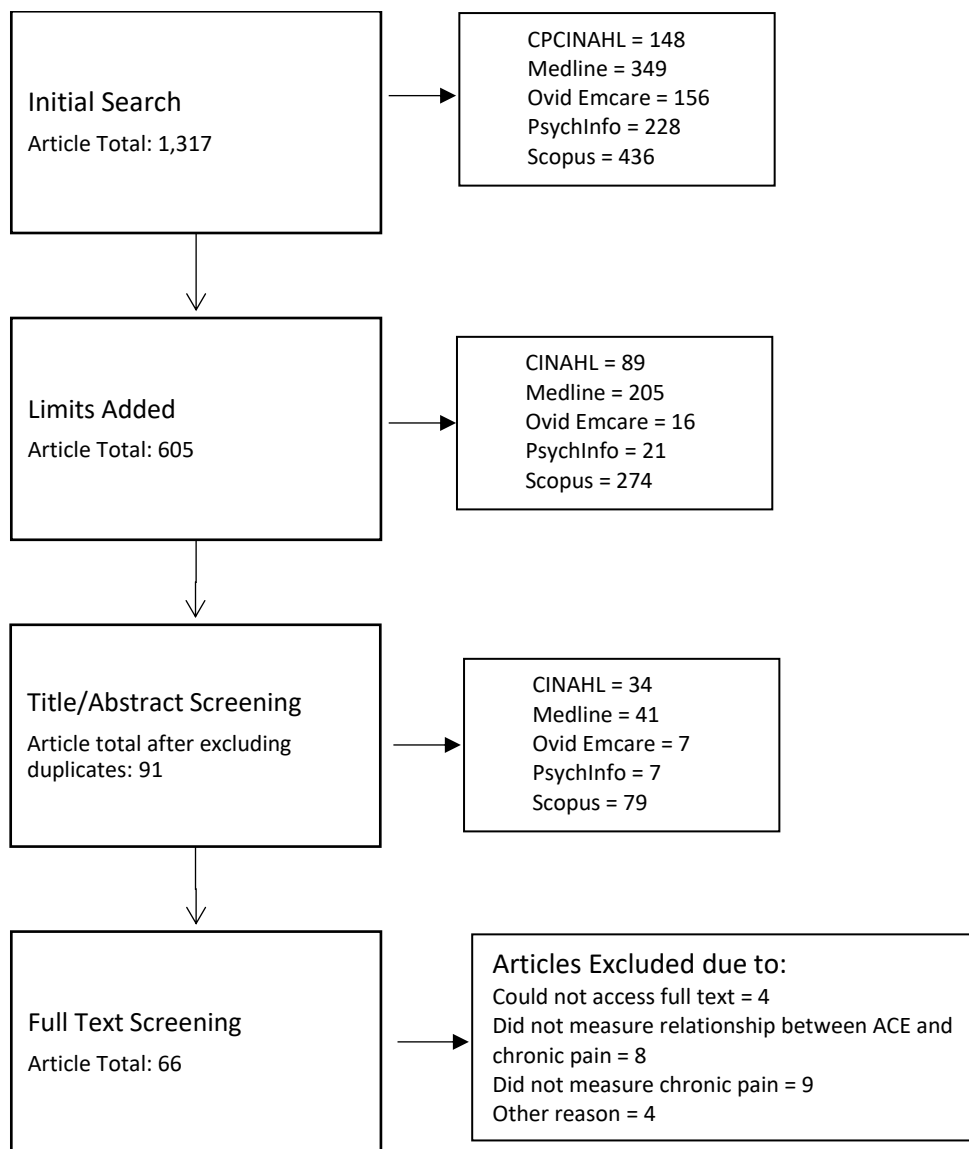 Initial Search
Article Total: 1,317
CPCINAHL = 148
Medline = 349
Ovid Emcare = 156
PsychInfo = 228
Scopus = 436
Limits Added
Article Total: 605
CINAHL = 89
Medline = 205
Ovid Emcare = 16
PsychInfo = 21
Scopus = 274
Title/Abstract Screening
Article total after excluding
duplicates: 91
CINAHL = 34
Medline = 41
Ovid Emcare = 7
PsychInfo = 7
Scopus = 79
Full Text Screening
Article Total: 66
Articles Excluded due to:
Could not access full text = 4
Did not measure relationship between ACE and
chronic pain = 8
Did not measure chronic pain = 9
Other reason = 4